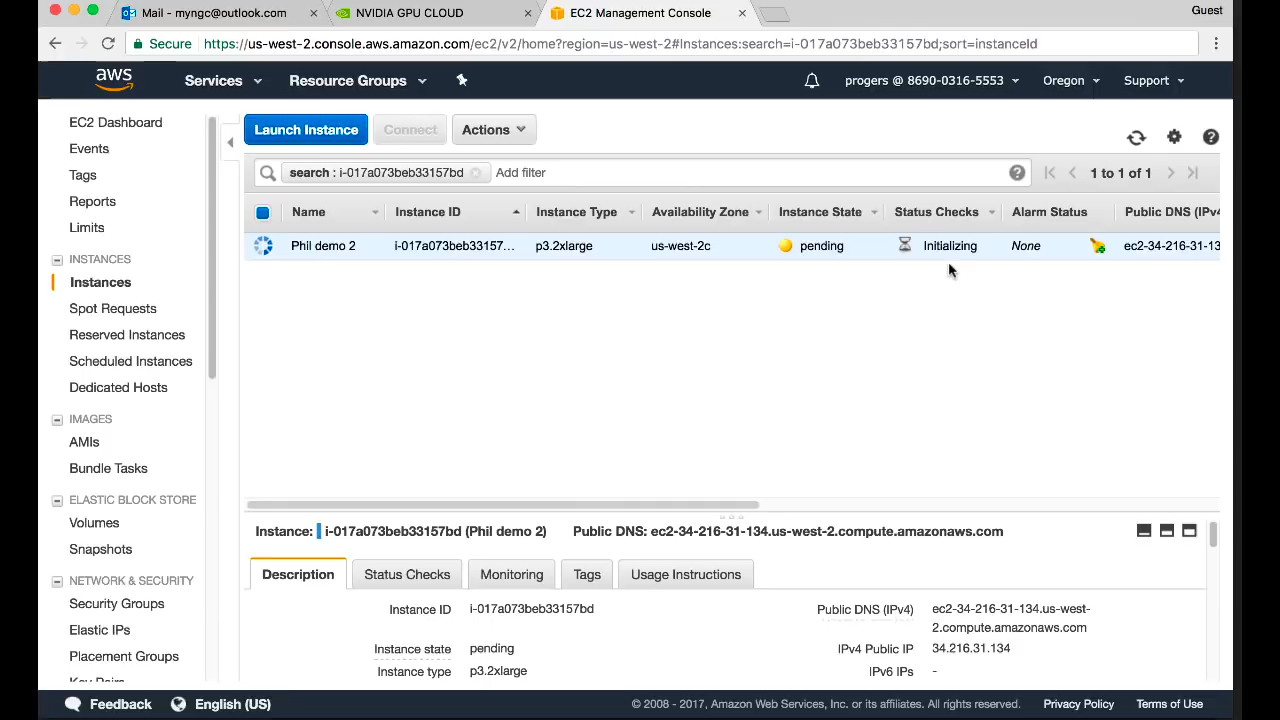 Mail - myngc@outlook.com
NVIDIA GPU CLOUD
EC2 Management Console
Guest
Secure
https://us-west-2.console.aws.amazon.com/ec2/v2/home?region=us-west-2#Instances:search=i-017a073beb33157bd;sort=instanceId
aws
Services
Resource Groups
progers @ 8690-0316-5553
Oregon
Support
EC2 Dashboard
Events
Tags
Reports
Limits
INSTANCES
Instances
Spot Requests
Reserved Instances
Scheduled Instances
Dedicated Hosts
IMAGES
AMIs
Bundle Tasks
ELASTIC BLOCK STORE
Volumes
Snapshots
NETWORK & SECURITY
Security Groups
Elastic IPs
Placement Groups
Key Pairs
Launch Instance
Connect
Actions
search : i-017a073beb33157bd
Add filter
1 to 1 of 1
Name
Instance ID
Instance Type
Availability Zone
Instance State
Status Checks
Alarm Status
Public DNS (IPv4
Phil demo 2
i-017a073beb33157...
p3.2xlarge
us-west-2c
pending
Initializing
None
ec2-34-216-31-13
Instance: i-017a073beb33157bd (Phil demo 2)
Public DNS: ec2-34-216-31-134.us-west-2.compute.amazonaws.com
Description
Status Checks
Monitoring
Tags
Usage Instructions
Instance ID
i-017a073beb33157bd
Public DNS (IPv4)
ec2-34-216-31-134.us-west-
2.compute.amazonaws.com
Instance state
pending
IPv4 Public IP
34.216.31.134
Instance type
p3.2xlarge
IPv6 IPs
-
Feedback
English (US)
© 2008 - 2017, Amazon Web Services, Inc. or its affiliates. All rights reserved.
Privacy Policy
Terms of Use